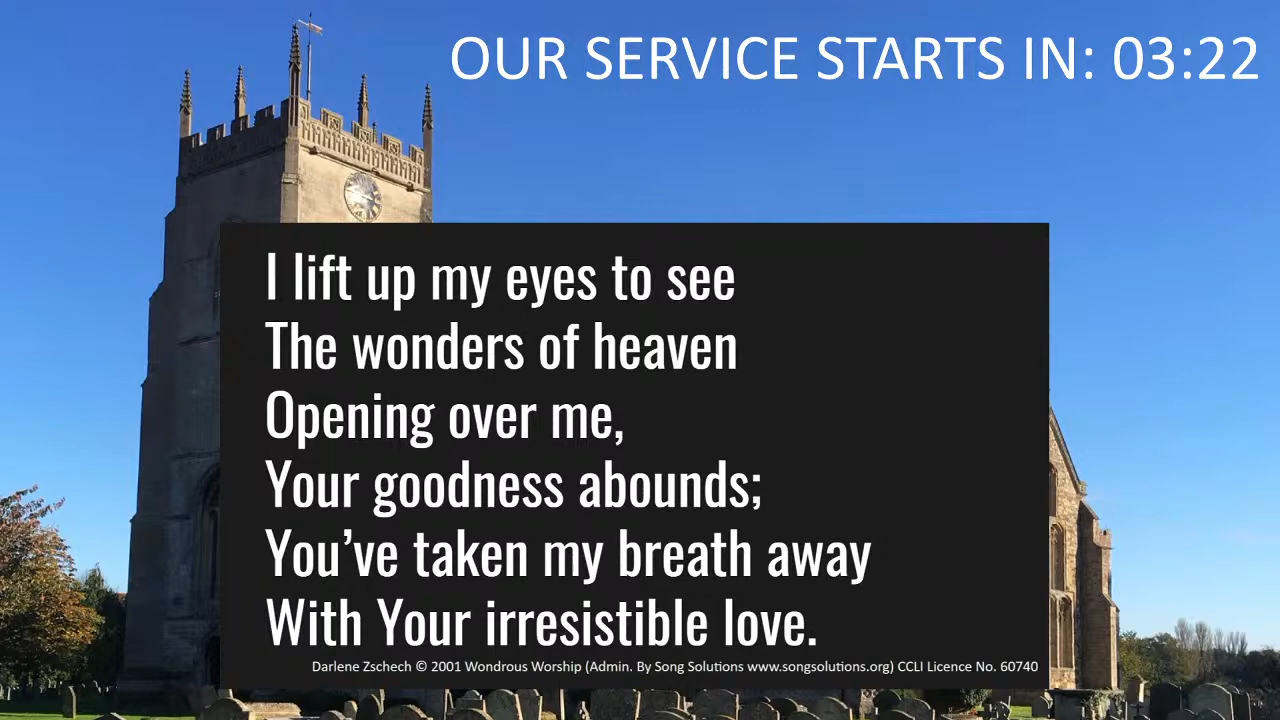 OUR SERVICE STARTS IN: 03:22
I lift up my eyes to see
The wonders of heaven
Opening over me,
Your goodness abounds;
You’ve taken my breath away
With Your irresistible love.
Darlene Zschech © 2001 Wondrous Worship (Admin. By Song Solutions www.songsolutions.org) CCLI Licence No. 60740